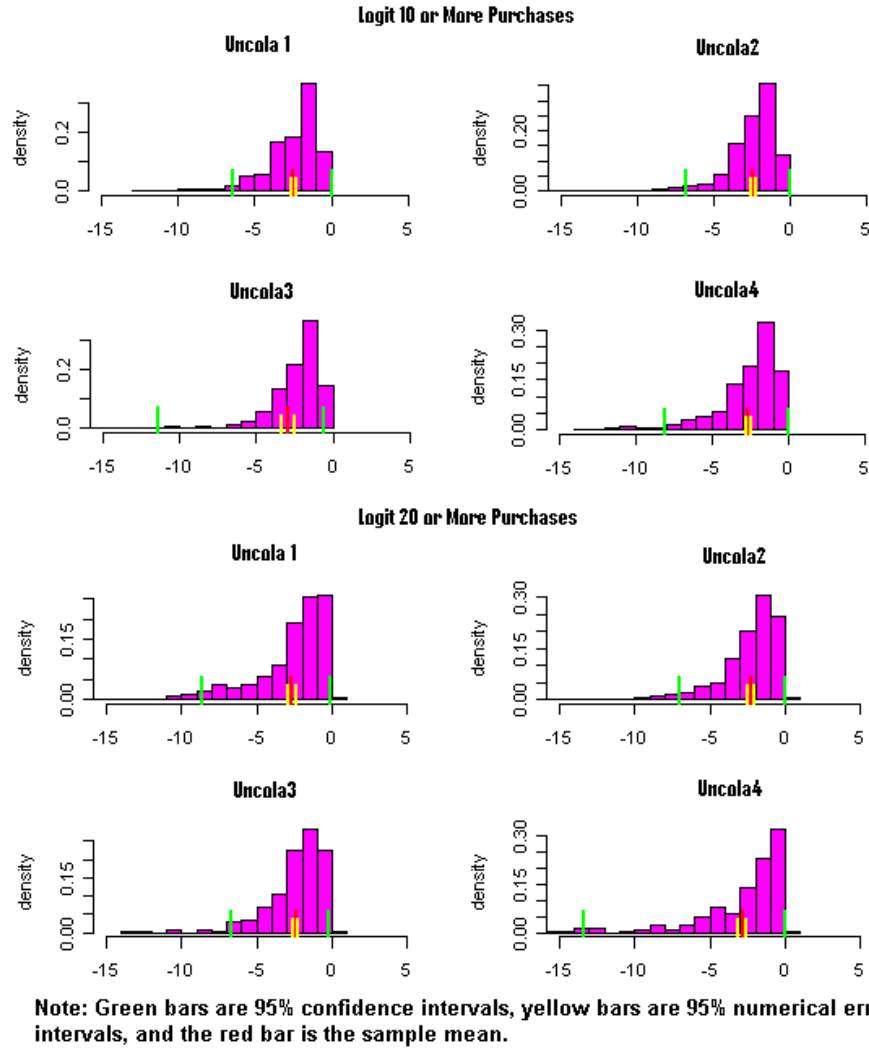 Logit 10 or More Purchases
Uncola 1
Uncola2
density
0.0 0.2
-15 -10 -5 0 5
0.00 0.20
-15 -10 -5 0 5
Uncola3
Uncola4
density
0.0 0.2
-15 -10 -5 0 5
0.00 0.15 0.30
-15 -10 -5 0 5
Logit 20 or More Purchases
Uncola 1
Uncola2
density
0.00 0.15
-15 -10 -5 0 5
density
0.00 0.15 0.30
-15 -10 -5 0 5
Uncola3
Uncola4
density
0.00 0.15
-15 -10 -5 0 5
density
0.00 0.15 0.30
-15 -10 -5 0 5
Note: Green bars are 95% confidence intervals, yellow bars are 95% numerical err
intervals, and the red bar is the sample mean.